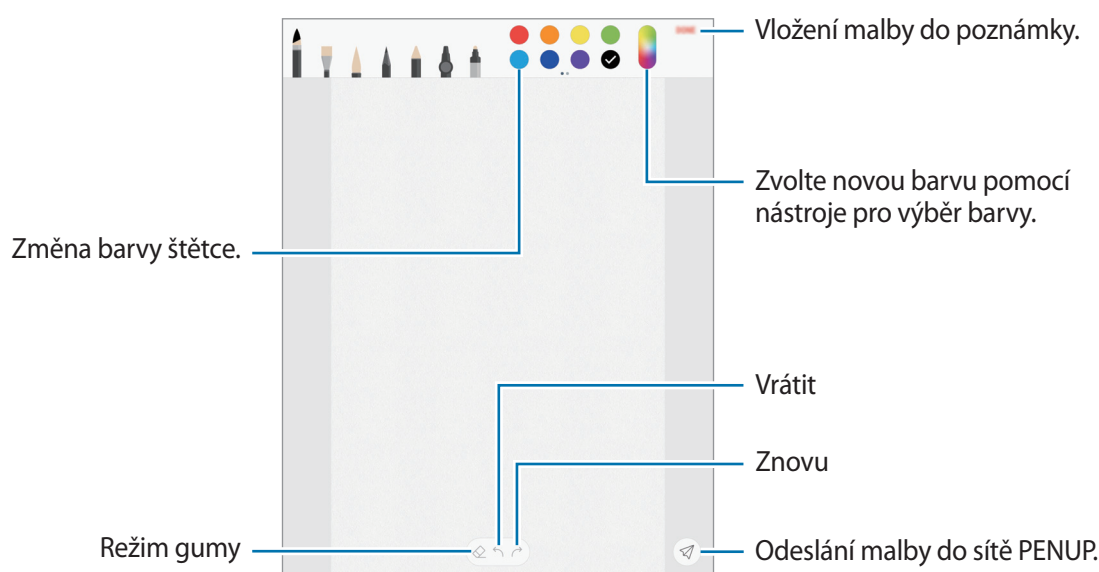 Vložení malby do poznámky.
Zvolte novou barvu pomocí
nástroje pro výběr barvy.
Změna barvy štětce.
Vrátit
Znovu
Režim gumy
Odeslání malby do sítě PENUP.